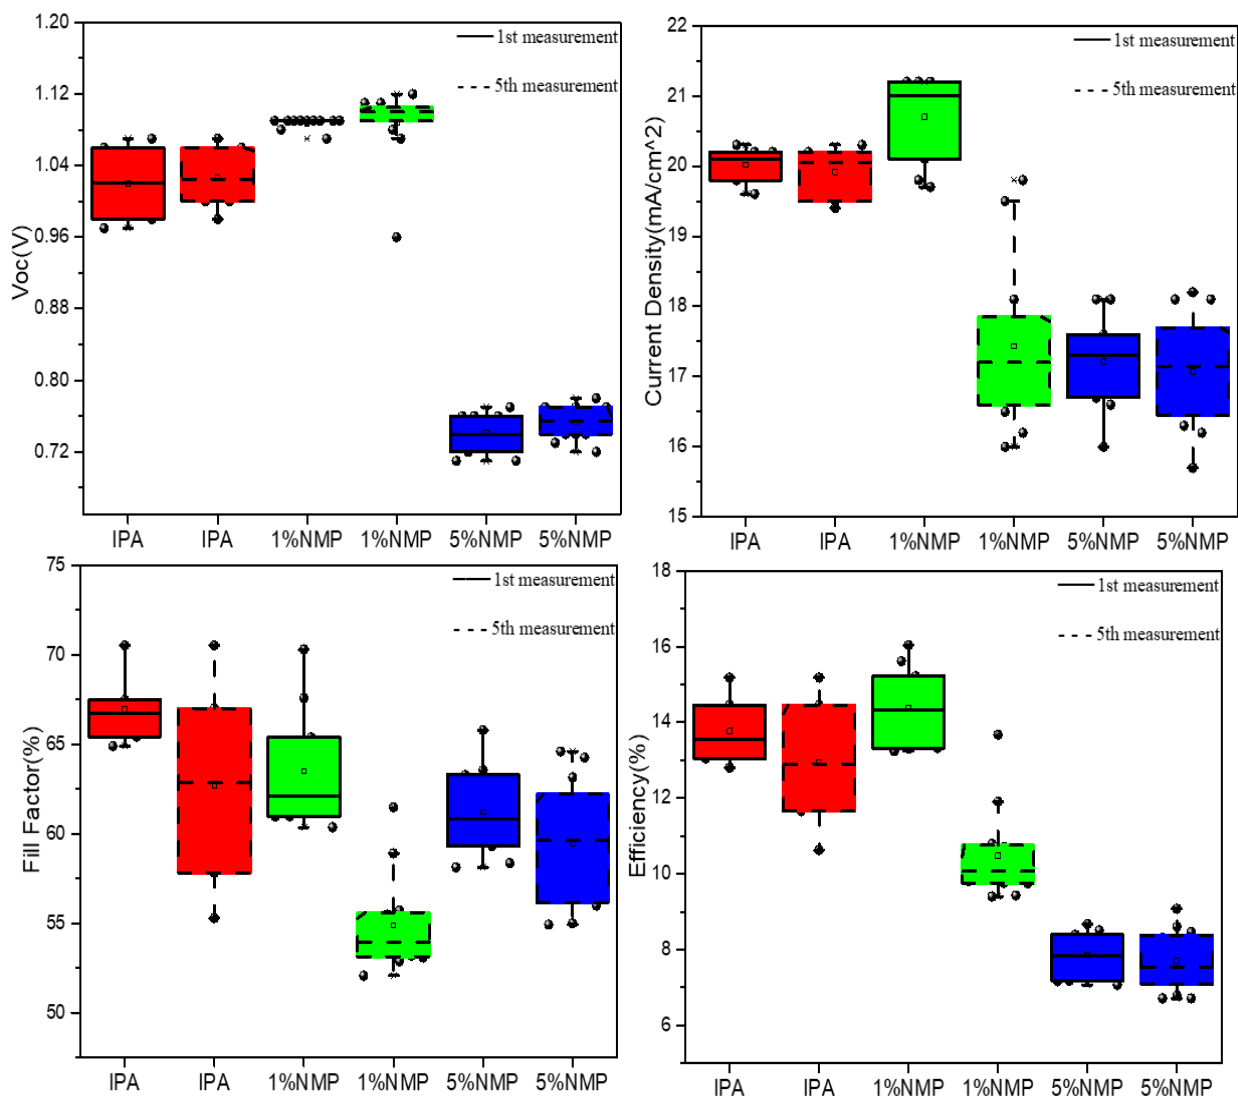 1.20
1.12
1.04
0.96
0.88
0.80
0.72
Voc(V)
1st measurement
5th measurement
IPA IPA 1%NMP 1%NMP 5%NMP 5%NMP
22
21
20
19
18
17
16
15
Current Density(mA/cm^2)
1st measurement
5th measurement
IPA IPA 1%NMP 1%NMP 5%NMP 5%NMP
75
70
65
60
55
50
Fill Factor(%)
1st measurement
5th measurement
IPA IPA 1%NMP 1%NMP 5%NMP 5%NMP
18
16
14
12
10
8
6
Efficiency(%)
1st measurement
5th measurement
IPA IPA 1%NMP 1%NMP 5%NMP 5%NMP